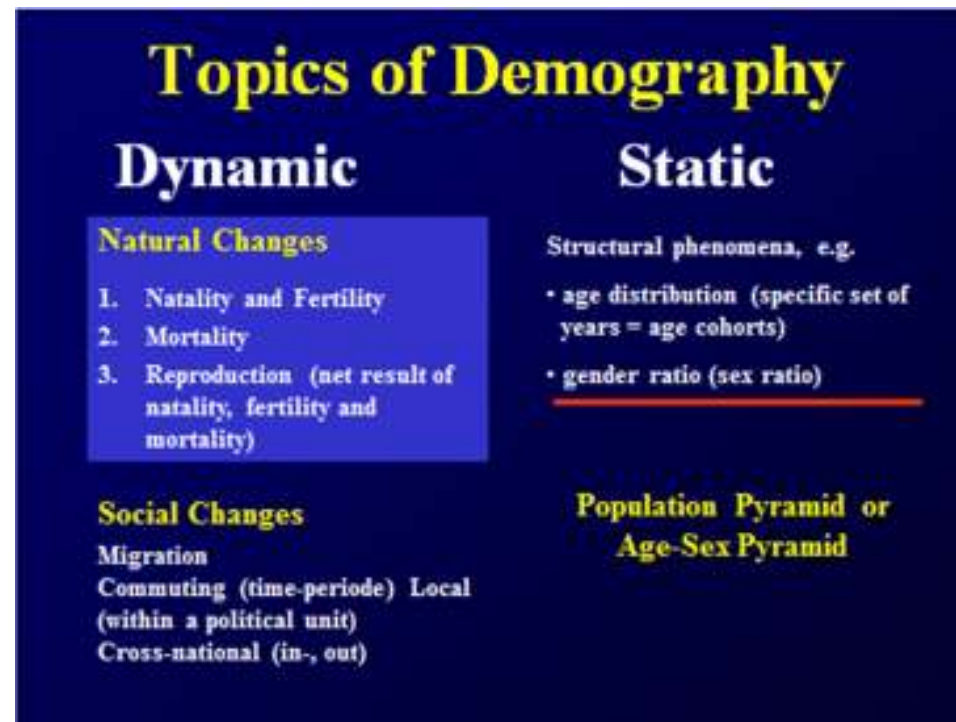 Topics of Demography
Dynamic
Natural Changes
1. Natality and Fertility
2. Mortality
3. Reproduction (net result of
natality, fertility and
mortality)
Social Changes
Migration
Commuting (time-periode) Local
(within a political unit)
Cross-national (in-, out)
Static
Structural phenomena, e.g.
• age distribution (specific set of
years = age cohorts)
• gender ratio (sex ratio)
Population Pyramid or
Age-Sex Pyramid